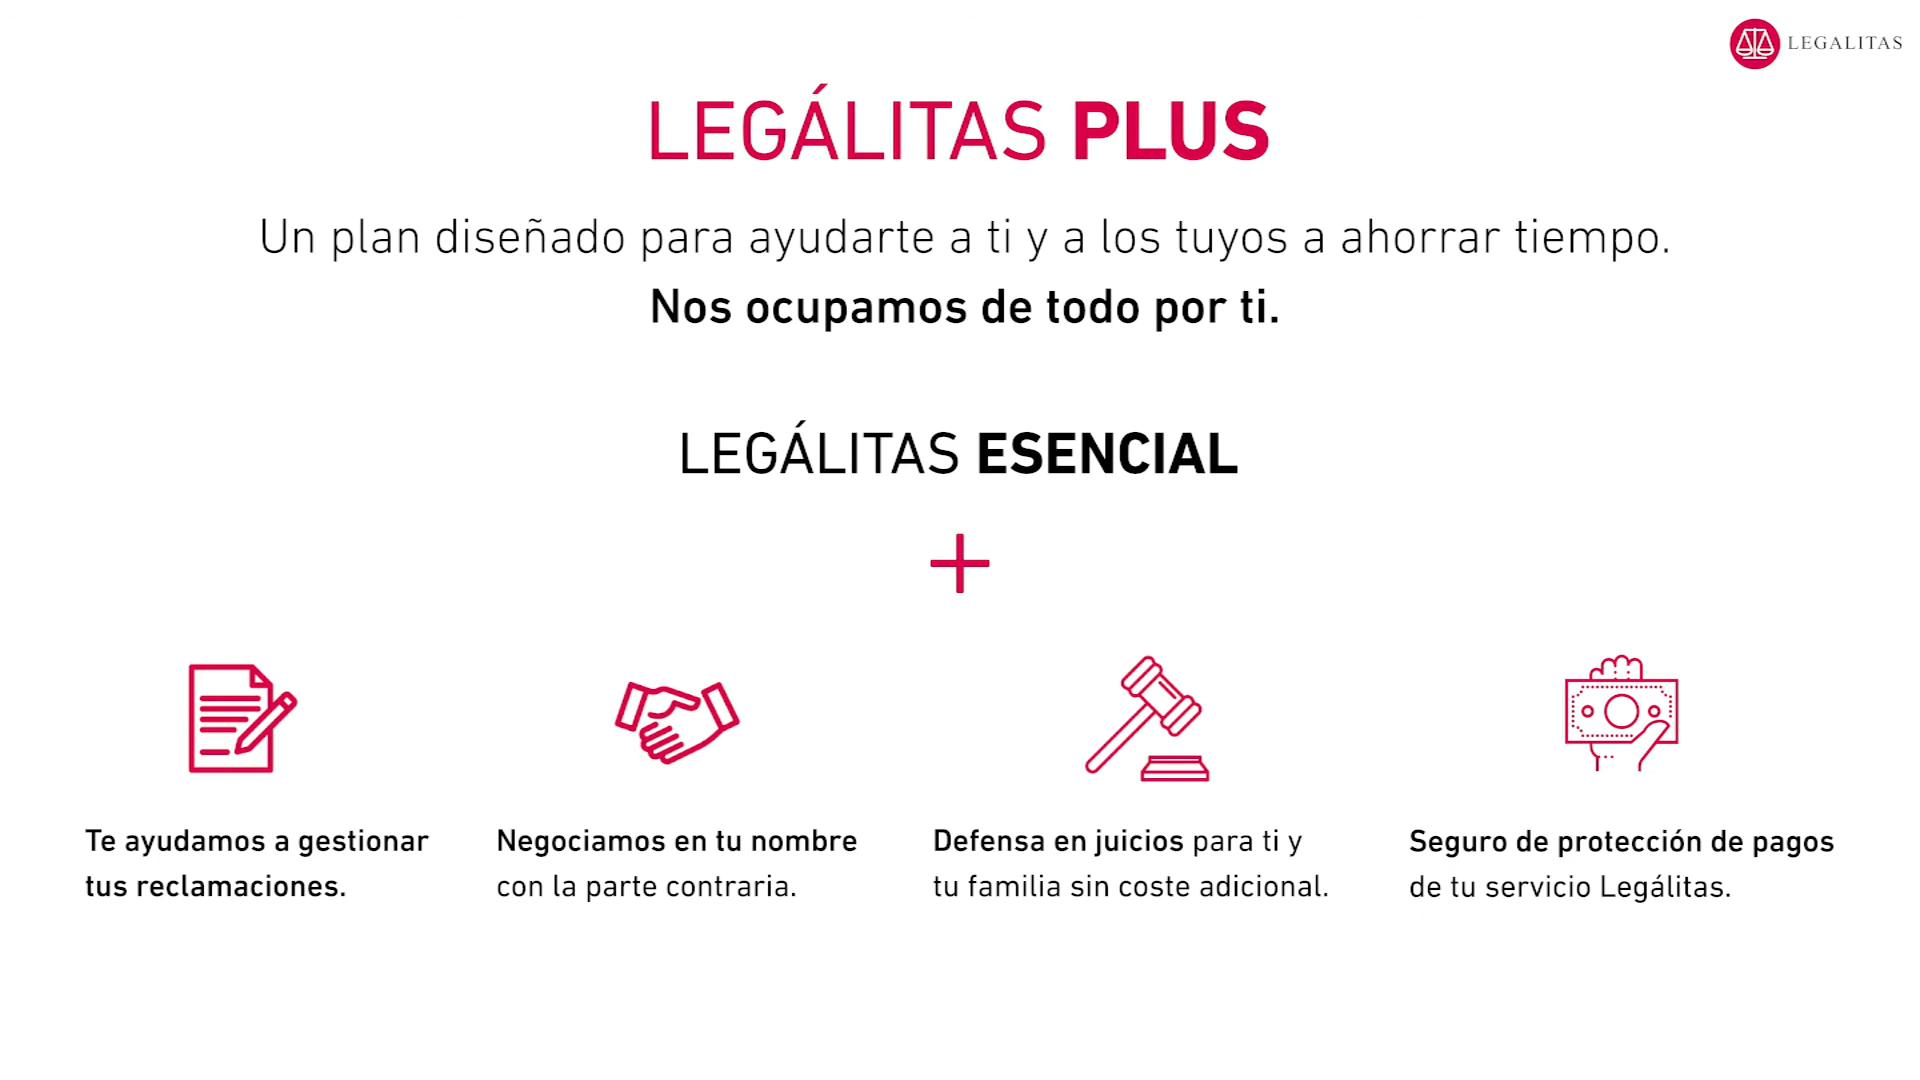 LEGALITAS
LEGÁLITAS PLUS
Un plan diseñado para ayudarte a ti y a los tuyos a ahorrar tiempo.
Nos ocupamos de todo por ti.
LEGÁLITAS ESENCIAL
+
Te ayudamos a gestionar
tus reclamaciones.
Negociamos en tu nombre
con la parte contraria.
Defensa en juicios para ti y
tu familia sin coste adicional.
Seguro de protección de pagos
de tu servicio Legálitas.